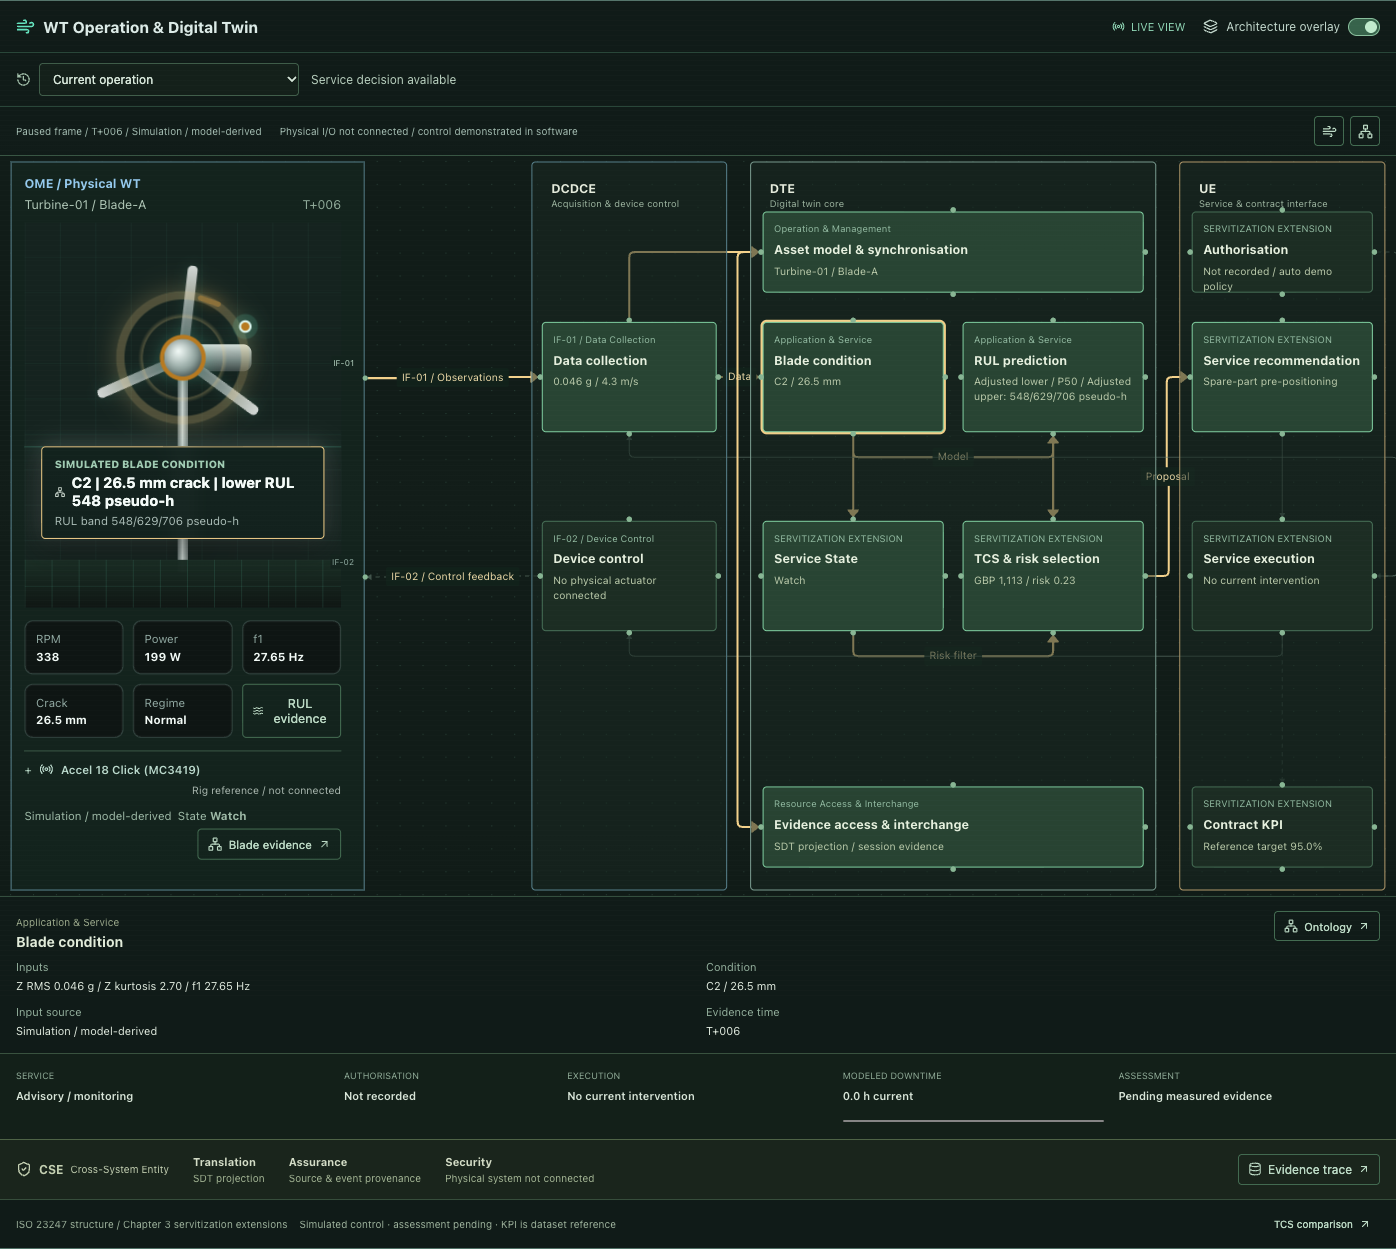 WT Operation & Digital Twin
LIVE VIEW
Architecture overlay
Current operation
Service decision available
Paused frame / T+006 / Simulation / model-derived
Physical I/O not connected / control demonstrated in software
OME / Physical WT
Turbine-01 / Blade-A
T+006
IF-01
SIMULATED BLADE CONDITION
C2 | 26.5 mm crack | lower RUL
548 pseudo-h
RUL band 548/629/706 pseudo-h
IF-02
RPM
338
Power
199 W
f1
27.65 Hz
Crack
26.5 mm
Regime
Normal
RUL
evidence
+ Accel 18 Click (MC3419)
Rig reference / not connected
Simulation / model-derived State Watch
Blade evidence
IF-01 / Observations
IF-02 / Control feedback
DCDCE
Acquisition & device control
IF-01 / Data Collection
Data collection
0.046 g / 4.3 m/s
IF-02 / Device Control
Device control
No physical actuator
connected
Data
DTE
Digital twin core
Operation & Management
Asset model & synchronisation
Turbine-01 / Blade-A
Application & Service
Blade condition
C2 / 26.5 mm
Application & Service
RUL prediction
Adjusted lower / P50 / Adjusted
upper: 548/629/706 pseudo-h
Model
SERVITIZATION EXTENSION
Service State
Watch
SERVITIZATION EXTENSION
TCS & risk selection
GBP 1,113 / risk 0.23
Risk filter
Resource Access & Interchange
Evidence access & interchange
SDT projection / session evidence
Proposal
UE
Service & contract interface
SERVITIZATION EXTENSION
Authorisation
Not recorded / auto demo
policy
SERVITIZATION EXTENSION
Service recommendation
Spare-part pre-positioning
SERVITIZATION EXTENSION
Service execution
No current intervention
SERVITIZATION EXTENSION
Contract KPI
Reference target 95.0%
Application & Service
Blade condition
Ontology
Inputs
Z RMS 0.046 g / Z kurtosis 2.70 / f1 27.65 Hz
Condition
C2 / 26.5 mm
Input source
Simulation / model-derived
Evidence time
T+006
SERVICE
Advisory / monitoring
AUTHORISATION
Not recorded
EXECUTION
No current intervention
MODELED DOWNTIME
0.0 h current
ASSESSMENT
Pending measured evidence
CSE Cross-System Entity
Translation
SDT projection
Assurance
Source & event provenance
Security
Physical system not connected
Evidence trace
ISO 23247 structure / Chapter 3 servitization extensions
Simulated control · assessment pending · KPI is dataset reference
TCS comparison